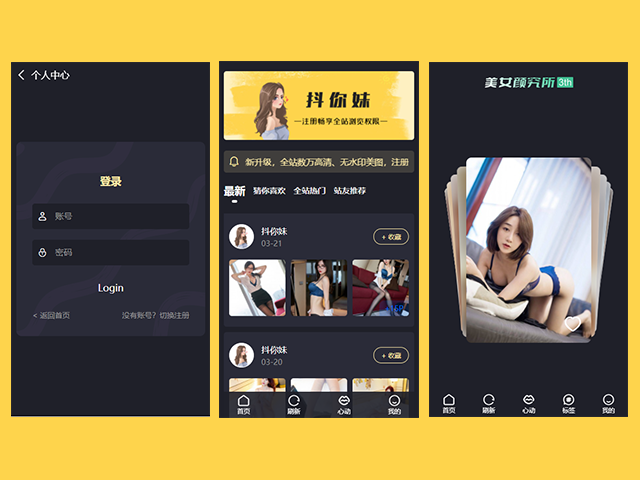 个人中心
登录
账号
密码
Login
< 返回首页
没有账号? 切换注册
抖你妹
—注册畅享全站浏览权限—
新升级，全站数万高清、无水印美图，注册
最新 猜你喜欢 全站热门 站友推荐
抖你妹
03-21
+ 收藏
抖你妹
03-20
+ 收藏
首页 刷新 心动 我的
美女颜究所 3th
首页 刷新 心动 标签 我的